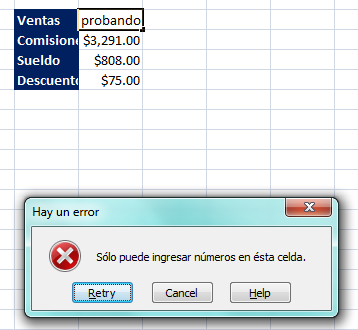 Ventas probando
Comisione $3,291.00
Sueldo $808.00
Descuento $75.00
Hay un error
Sólo puede ingresar números en ésta celda.
Retry Cancel Help